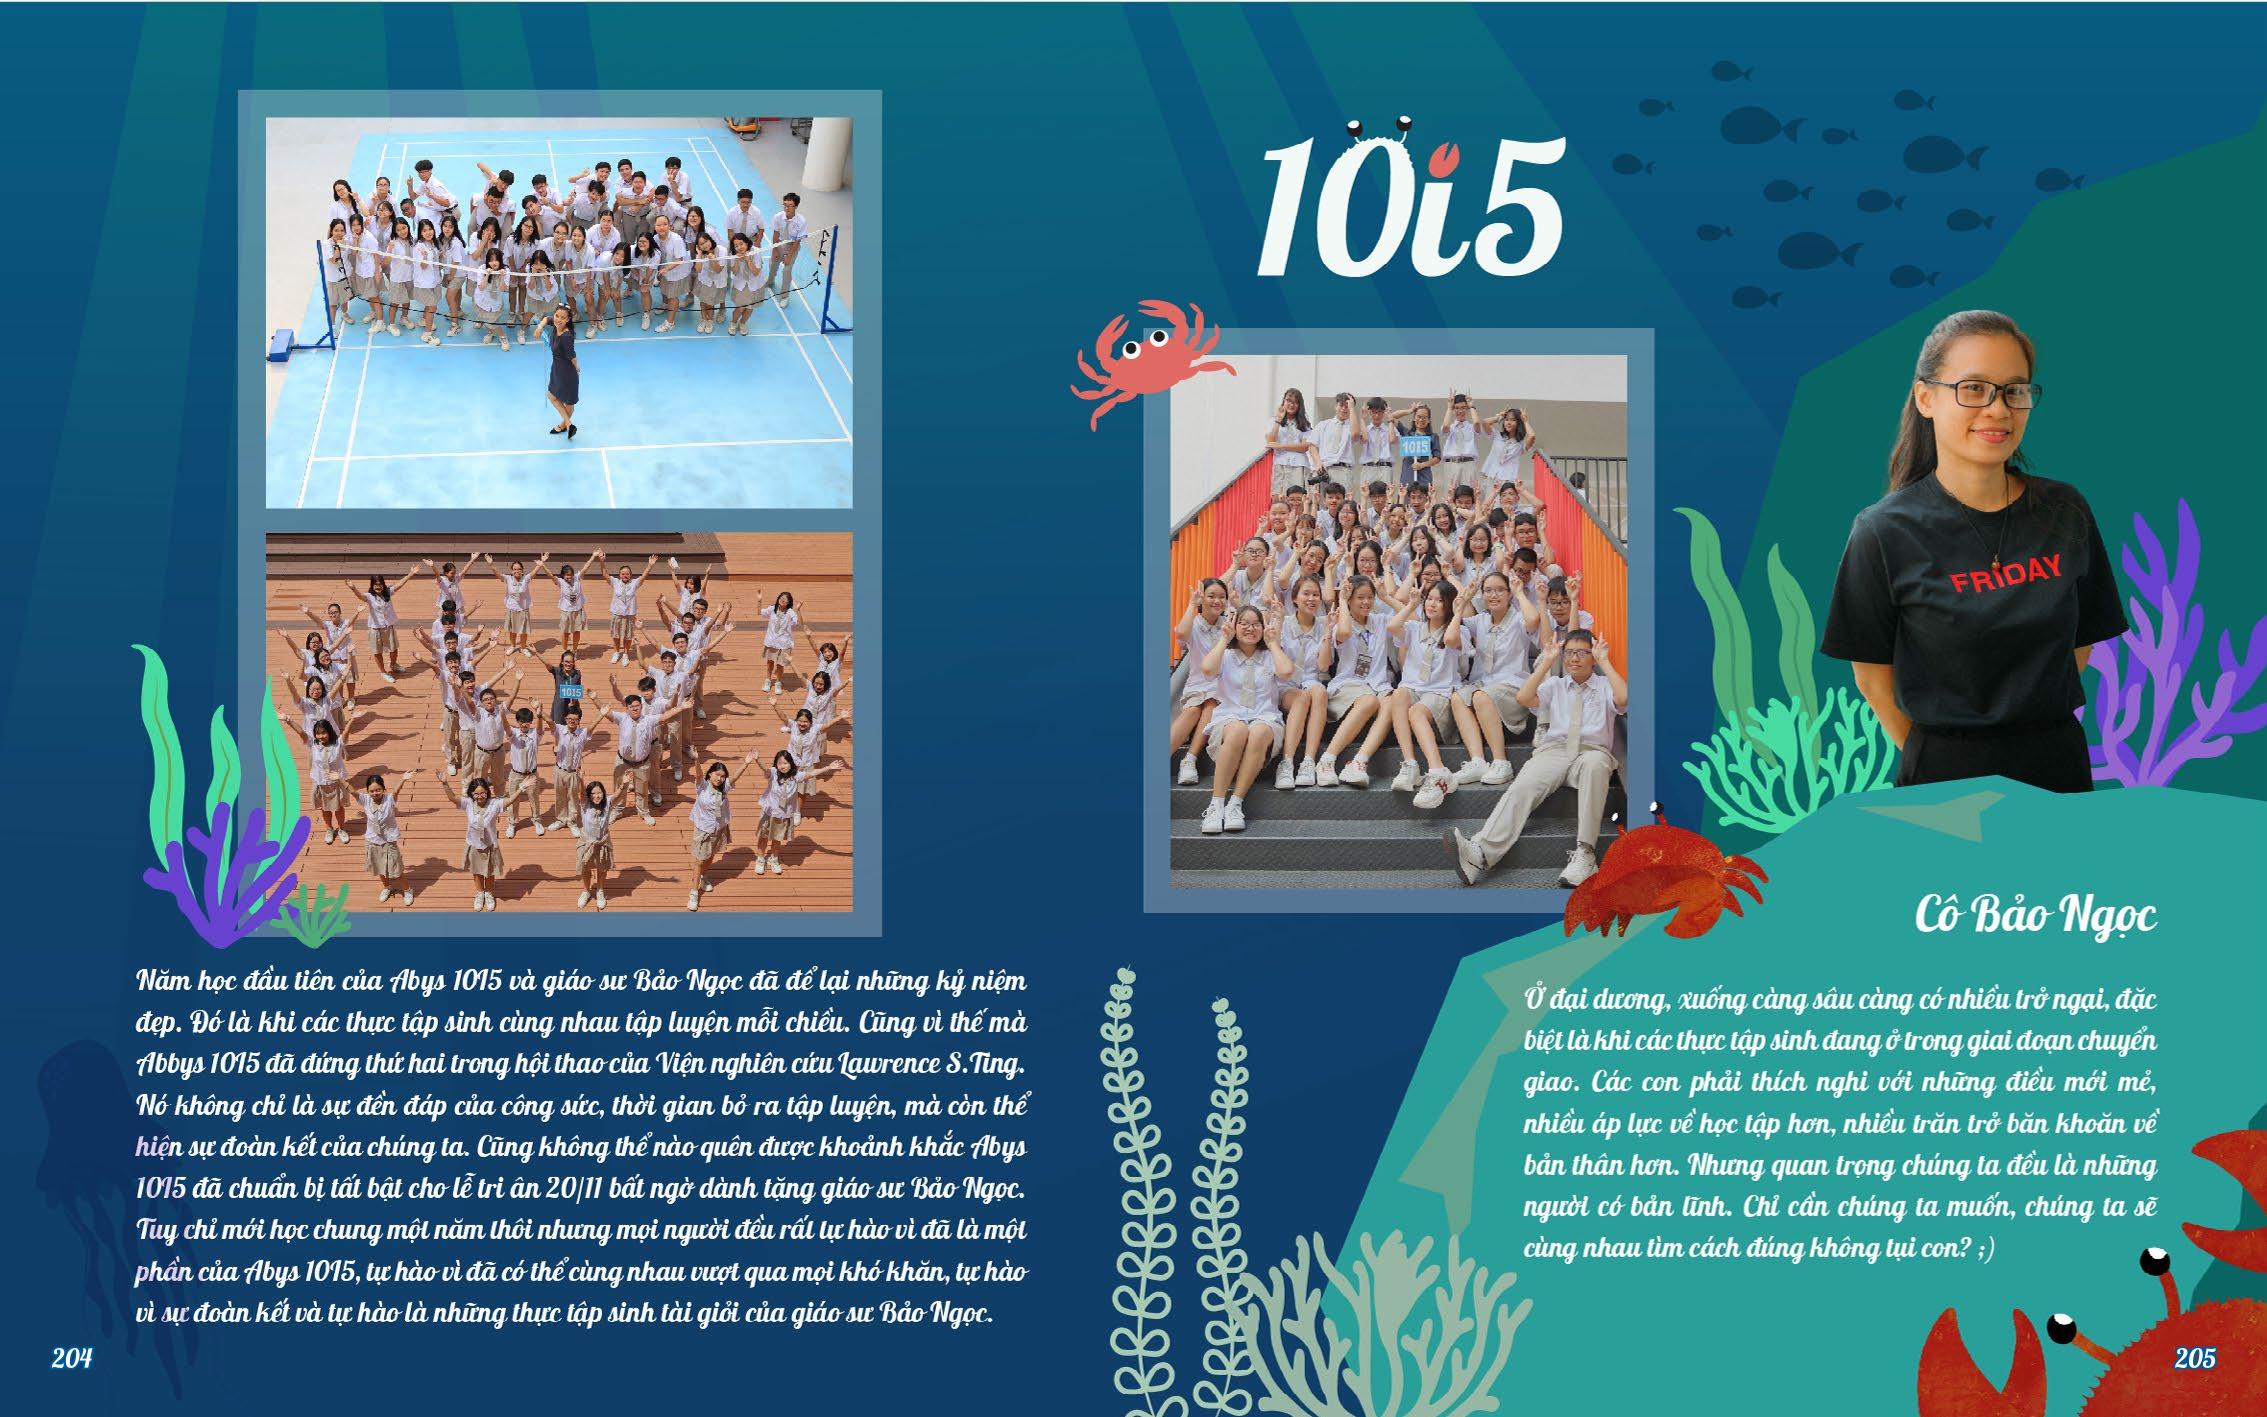 10i5
1015
1015
FRIDAY
Cô Bảo Ngọc
Năm học đầu tiên của Abys 10I5 và giáo sư Bảo Ngọc đã để lại những kỷ niệm
đẹp. Đó là khi các thực tập sinh cùng nhau tập luyện mỗi chiều. Cũng vì thế mà
Abbys 10I5 đã đứng thứ hai trong hội thao của Viện nghiên cứu Lawrence S.Ting.
Nó không chỉ là sự đền đáp của công sức, thời gian bỏ ra tập luyện, mà còn thể
hiện sự đoàn kết của chúng ta. Cũng không thể nào quên được khoảnh khắc Abys
10I5 đã chuẩn bị tất bật cho lễ tri ân 20/11 bất ngờ dành tặng giáo sư Bảo Ngọc.
Tuy chỉ mới học chung một năm thôi nhưng mọi người đều rất tự hào vì đã là một
phần của Abys 10I5, tự hào vì đã có thể cùng nhau vượt qua mọi khó khăn, tự hào
vì sự đoàn kết và tự hào là những thực tập sinh tài giỏi của giáo sư Bảo Ngọc.
Ở đại dương, xuống càng sâu càng có nhiều trở ngại, đặc
biệt là khi các thực tập sinh đang ở trong giai đoạn chuyển
giao. Các con phải thích nghi với những điều mới mẻ,
nhiều áp lực về học tập hơn, nhiều trăn trở băn khoăn về
bản thân hơn. Nhưng quan trọng chúng ta đều là những
người có bản lĩnh. Chỉ cần chúng ta muốn, chúng ta sẽ
cùng nhau tìm cách đúng không tụi con? ;)
204
205